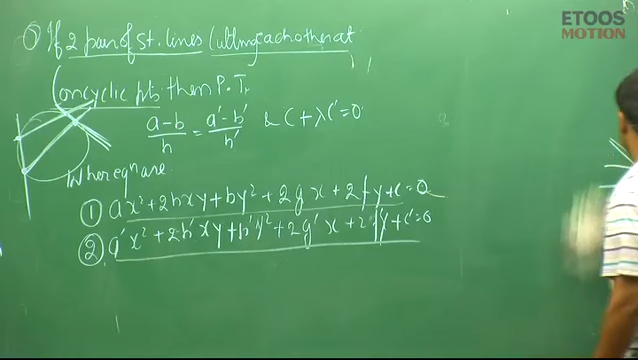 ETOOS
MOTION
① If 2 pair of St. lines Cutting each other at
Concyclic pts then P. T.
a-b/h = a'-b'/h' & C + λC' = 0
Where eqn are
① ax² + 2hxy + by² + 2gx + 2fy + c = 0
② a'x² + 2h'xy + b'y² + 2g'x + 2f'y + c' = 0